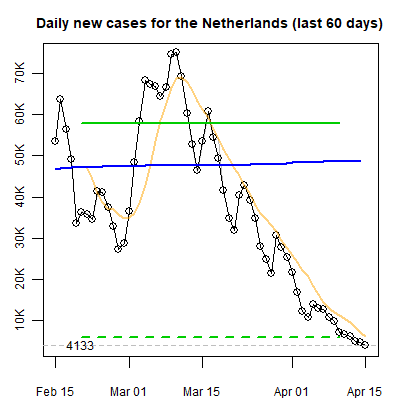 Daily new cases for the Netherlands (last 60 days)
70K
60K
50K
40K
30K
20K
10K
4133
Feb 15 Mar 01 Mar 15 Apr 01 Apr 15